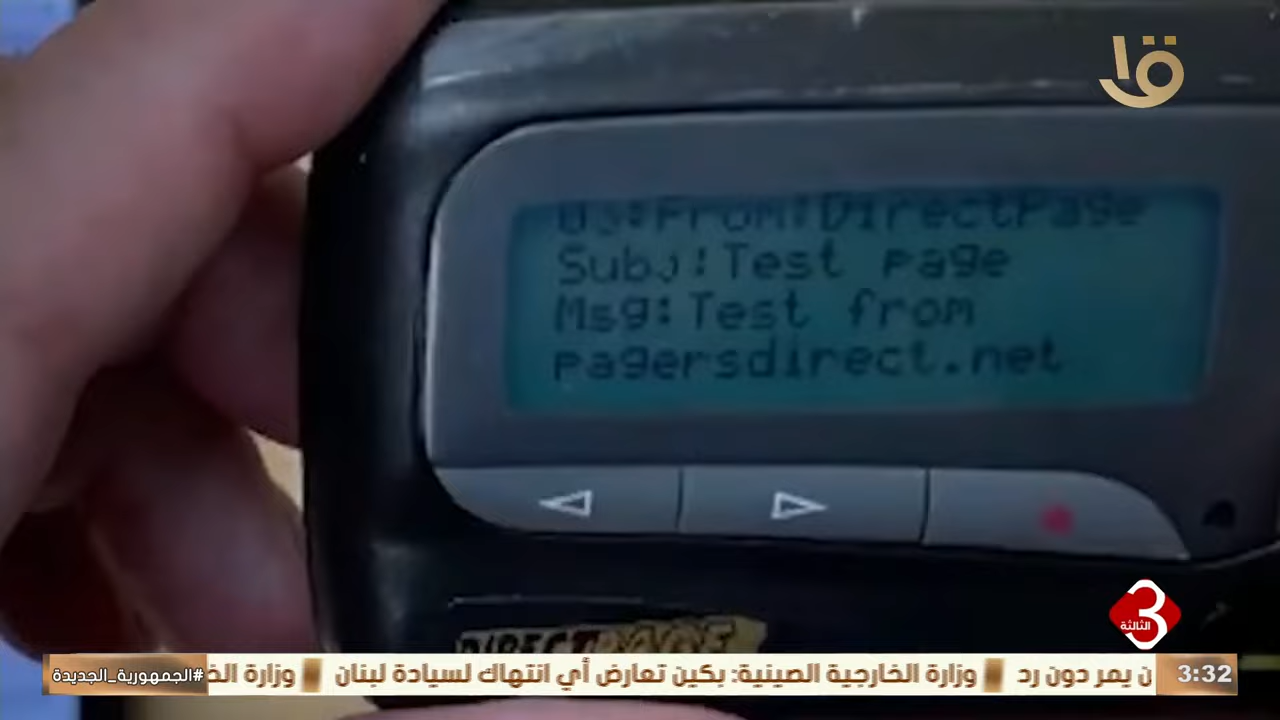 From:DirectPage
Subj:Test page
Msg:Test from
pagersdirect.net
DIRECTPAGE
3
الثالثة
3:32
ن يمر دون رد وزارة الخارجية الصينية: بكين تعارض أي انتهاك لسيادة لبنان وزارة الخ
#الجمهورية_الجديدة